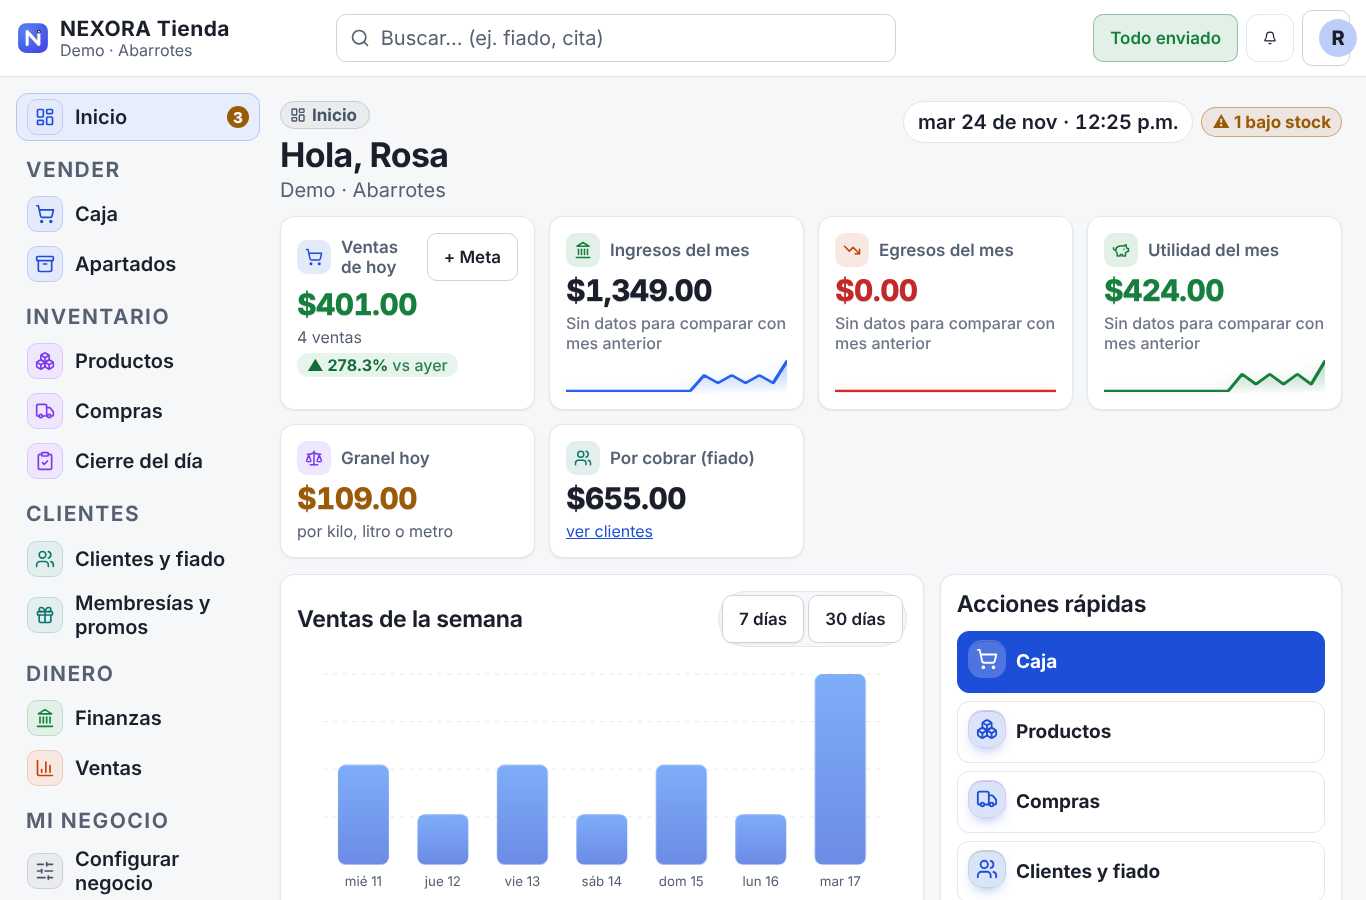 NEXORA Tienda
Demo · Abarrotes
Buscar... (ej. fiado, cita)
Todo enviado
R
Inicio
3
VENDER
Caja
Apartados
INVENTARIO
Productos
Compras
Cierre del día
CLIENTES
Clientes y fiado
Membresías y
promos
DINERO
Finanzas
Ventas
MI NEGOCIO
Configurar
negocio
Inicio
Hola, Rosa
Demo · Abarrotes
mar 24 de nov · 12:25 p.m.
1 bajo stock
Ventas
de hoy
+ Meta
$401.00
4 ventas
▲ 278.3% vs ayer
Ingresos del mes
$1,349.00
Sin datos para comparar con
mes anterior
Egresos del mes
$0.00
Sin datos para comparar con
mes anterior
Utilidad del mes
$424.00
Sin datos para comparar con
mes anterior
Granel hoy
$109.00
por kilo, litro o metro
Por cobrar (fiado)
$655.00
ver clientes
Ventas de la semana
7 días
30 días
mié 11
jue 12
vie 13
sáb 14
dom 15
lun 16
mar 17
Acciones rápidas
Caja
Productos
Compras
Clientes y fiado